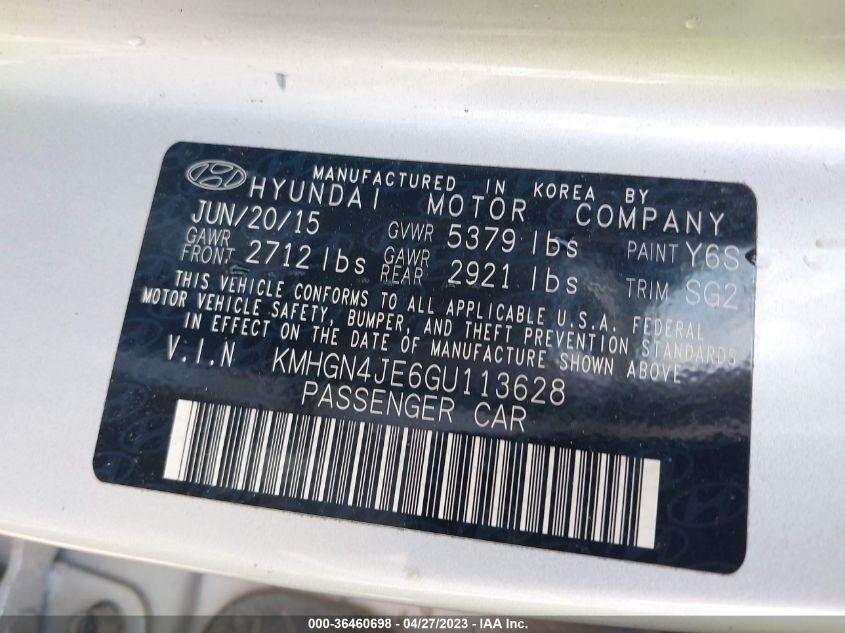 MANUFACTURED IN KOREA BY
HYUNDAI MOTOR COMPANY
JUN/20/15 GVWR 5379 lbs PAINT Y6S
GAWR FRONT 2712 lbs GAWR REAR 2921 lbs TRIM SG2
THIS VEHICLE CONFORMS TO ALL APPLICABLE U.S.A. FEDERAL
MOTOR VEHICLE SAFETY, BUMPER, AND THEFT PREVENTION STANDARDS
IN EFFECT ON THE DATE OF MANUFACTURE SHOWN ABOVE
V.I.N KMHGN4JE6GU113628
PASSENGER CAR
000-36460698 - 04/27/2023 - Copyright IAA, Inc.